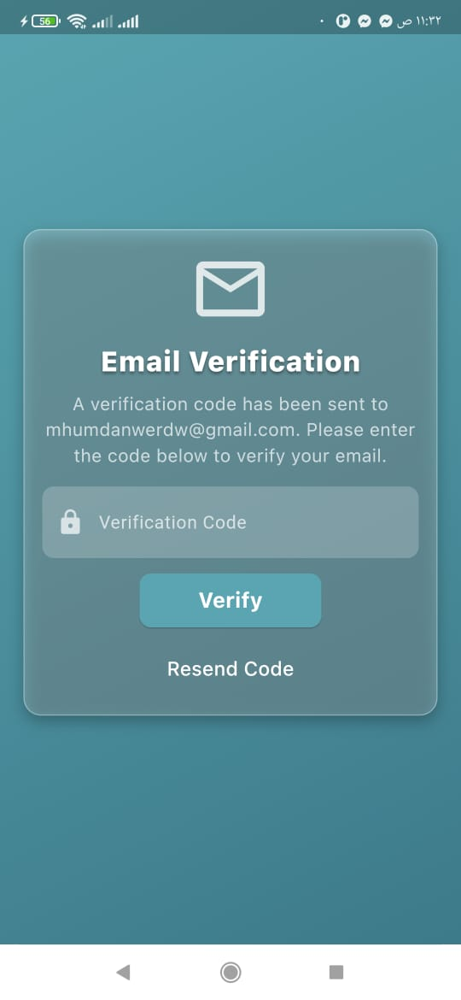 56
١١:٣٢ ص
Email Verification
A verification code has been sent to
mhumdanwerdw@gmail.com. Please enter
the code below to verify your email.
Verification Code
Verify
Resend Code